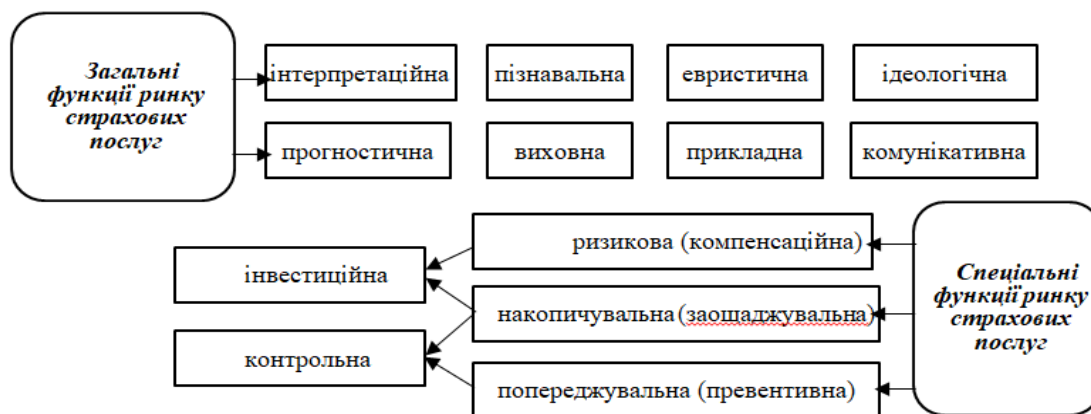 Загальні
функції ринку
страхових
послуг
інтерпретаційна
пізнавальна
евристична
ідеологічна
прогностична
виховна
прикладна
комунікативна
ризикова (компенсаційна)
інвестиційна
накопичувальна (заощаджувальна)
контрольна
попереджувальна (превентивна)
Спеціальні
функції ринку
страхових
послуг